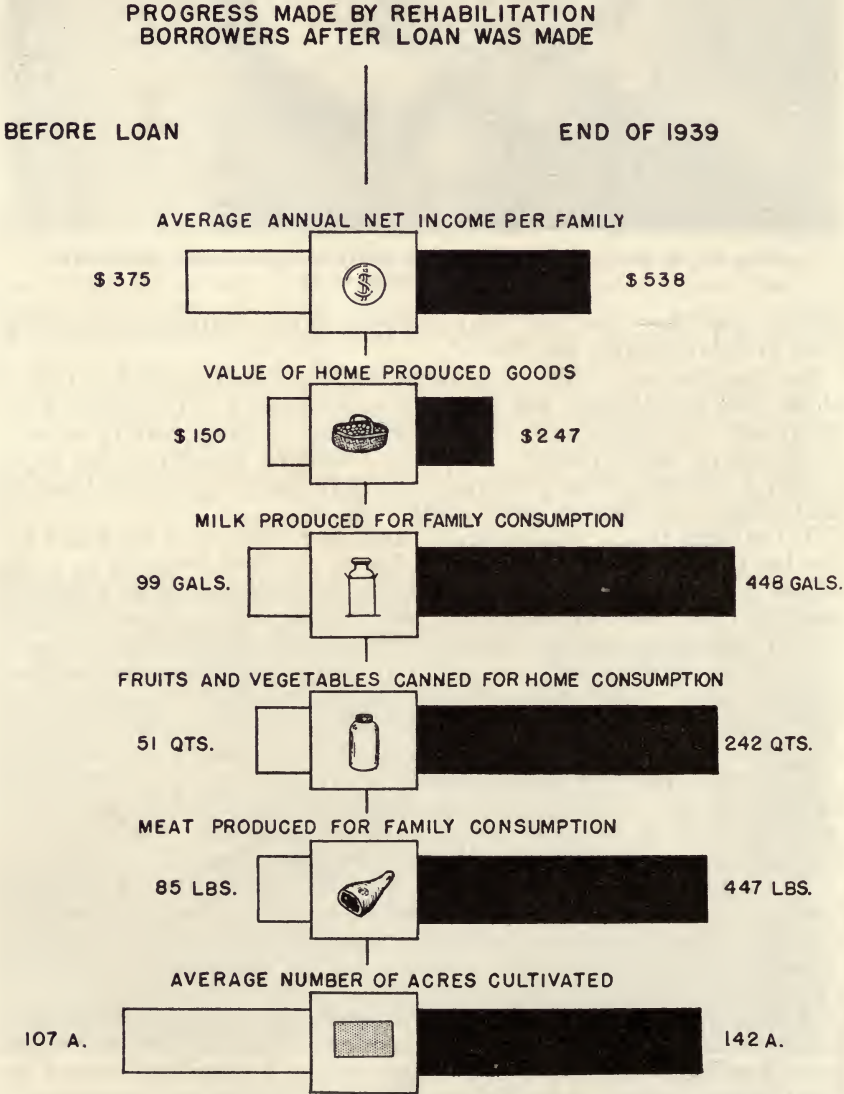 PROGRESS MADE BY REHABILITATION
BORROWERS AFTER LOAN WAS MADE
BEFORE LOAN
END OF 1939
AVERAGE ANNUAL NET INCOME PER FAMILY
$ 375
$
$ 538
VALUE OF HOME PRODUCED GOODS
$ 150
$247
MILK PRODUCED FOR FAMILY CONSUMPTION
99 GALS.
448 GALS.
FRUITS AND VEGETABLES CANNED FOR HOME CONSUMPTION
51 QTS.
242 QTS.
MEAT PRODUCED FOR FAMILY CONSUMPTION
85 LBS.
447 LBS.
AVERAGE NUMBER OF ACRES CULTIVATED
107 A.
142 A.